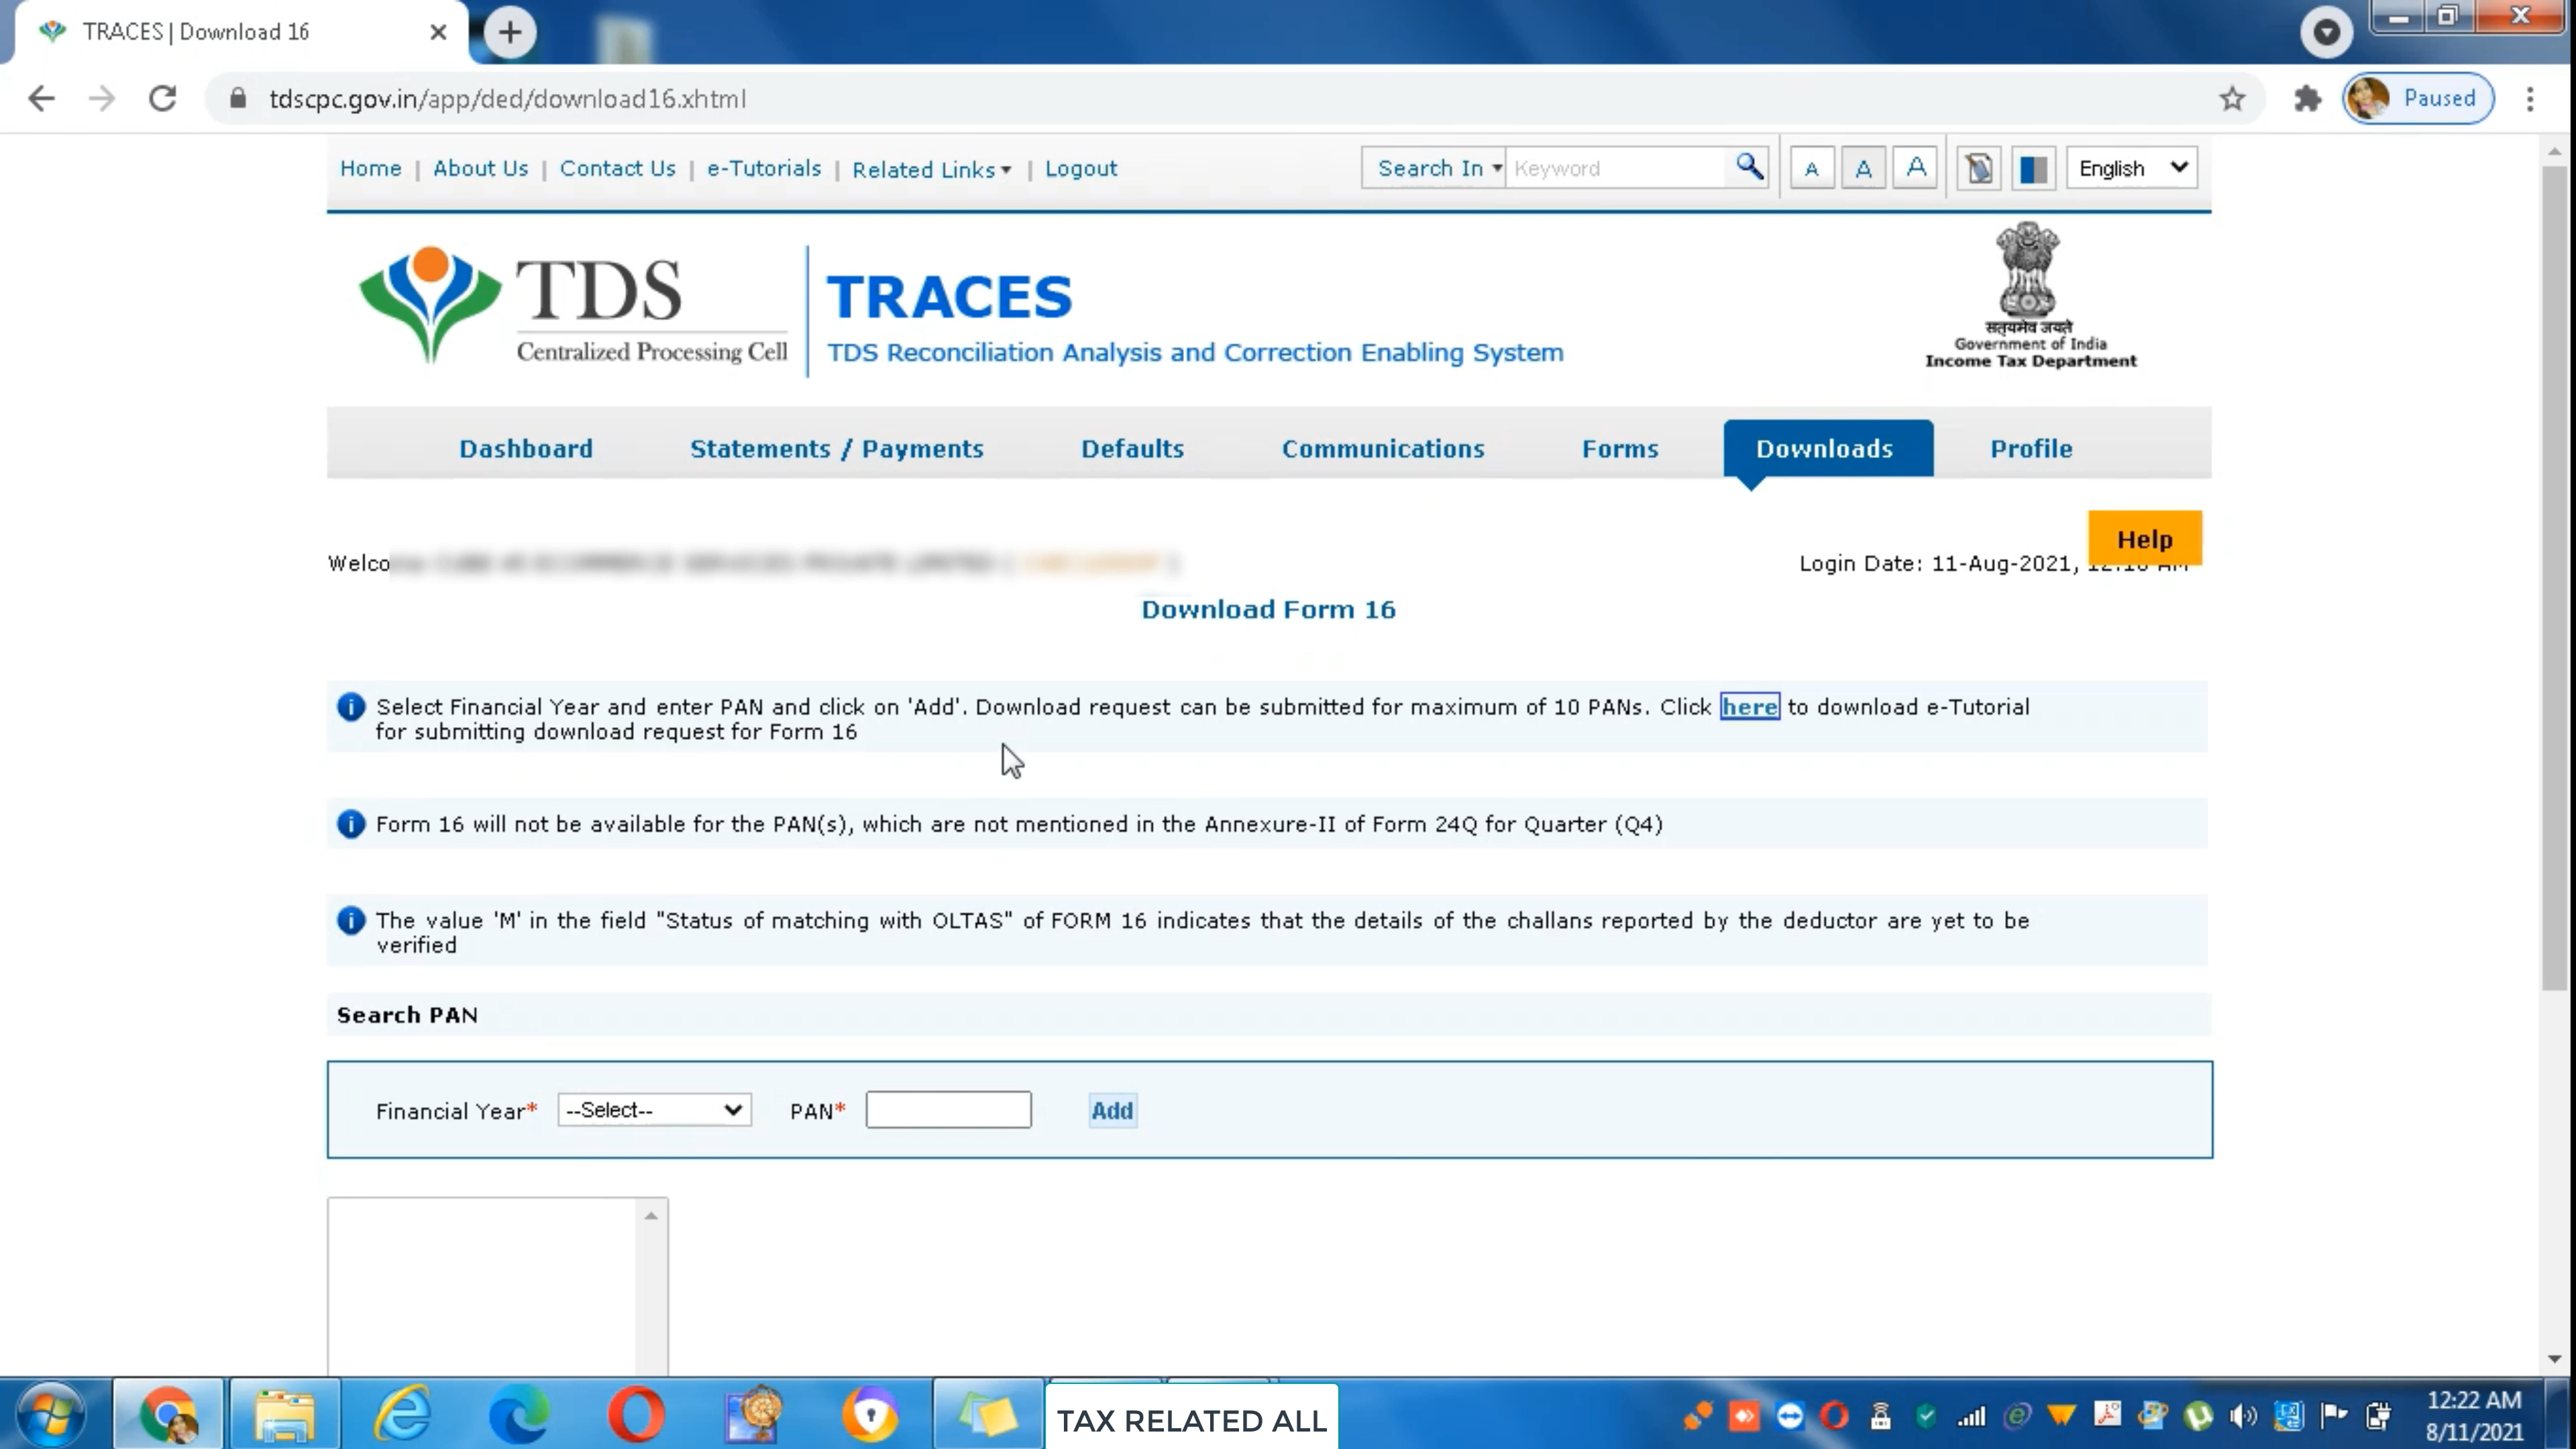 TRACES | Download 16
tdscpc.gov.in/app/ded/download16.xhtml
Paused
Home | About Us | Contact Us | e-Tutorials | Related Links | Logout
Search In Keyword A A A English
TDS
Centralized Processing Cell
TRACES
TDS Reconciliation Analysis and Correction Enabling System
सत्यमेव जयते
Government of India
Income Tax Department
Dashboard Statements / Payments Defaults Communications Forms Downloads Profile
Help
Login Date: 11-Aug-2021,
Download Form 16
Select Financial Year and enter PAN and click on 'Add'. Download request can be submitted for maximum of 10 PANs. Click here to download e-Tutorial
for submitting download request for Form 16
Form 16 will not be available for the PAN(s), which are not mentioned in the Annexure-II of Form 24Q for Quarter (Q4)
The value 'M' in the field "Status of matching with OLTAS" of FORM 16 indicates that the details of the challans reported by the deductor are yet to be
verified
Search PAN
Financial Year* --Select-- PAN* Add
TAX RELATED ALL
12:22 AM
8/11/2021